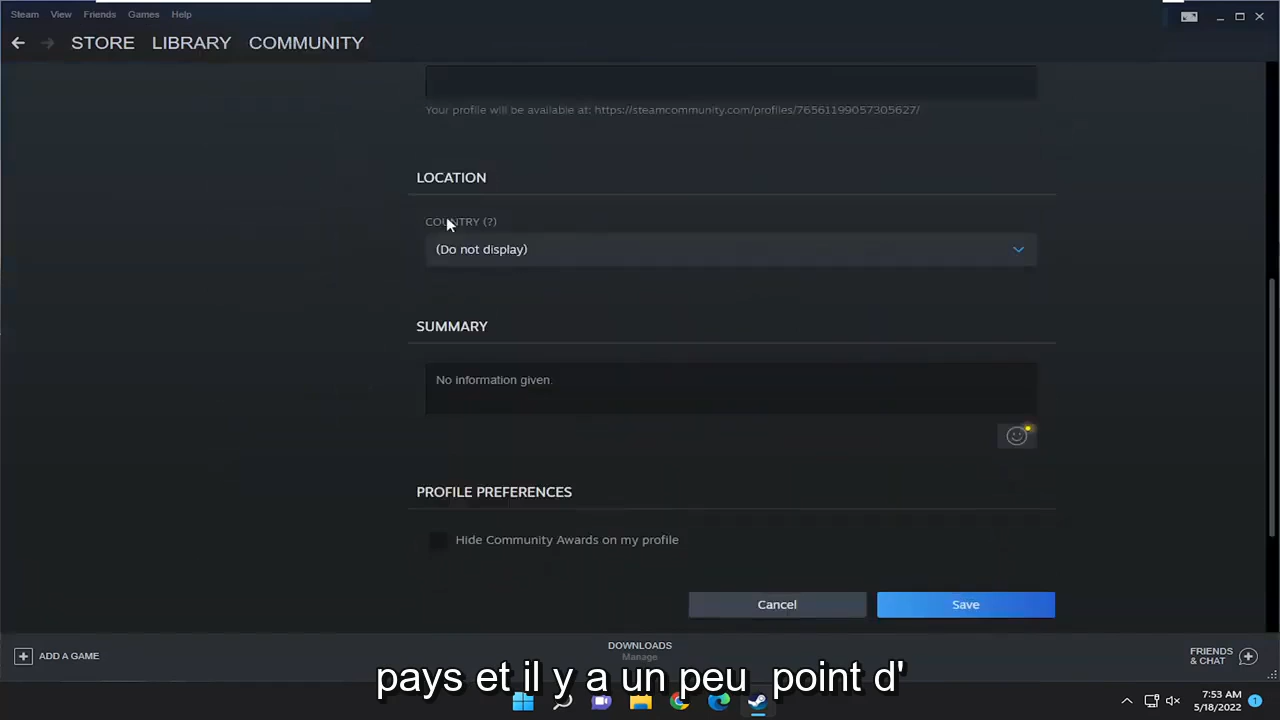 Steam View Friends Games Help
STORE LIBRARY COMMUNITY
Your profile will be available at: https://steamcommunity.com/profiles/76561199057305627/
LOCATION
COUNTRY (?)
(Do not display)
SUMMARY
No information given.
PROFILE PREFERENCES
Hide Community Awards on my profile
Cancel Save
ADD A GAME
DOWNLOADS
Manage
FRIENDS
& CHAT
pays et il y a un peu point d'
7:53 AM
5/18/2022
1